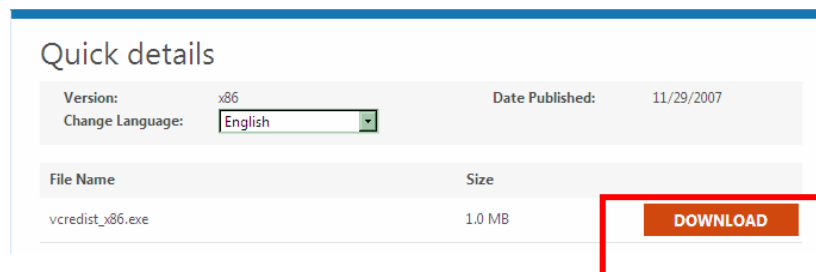 Quick details
Version: x86 Date Published: 11/29/2007
Change Language: English
File Name Size
vcredist_x86.exe 1.0 MB DOWNLOAD